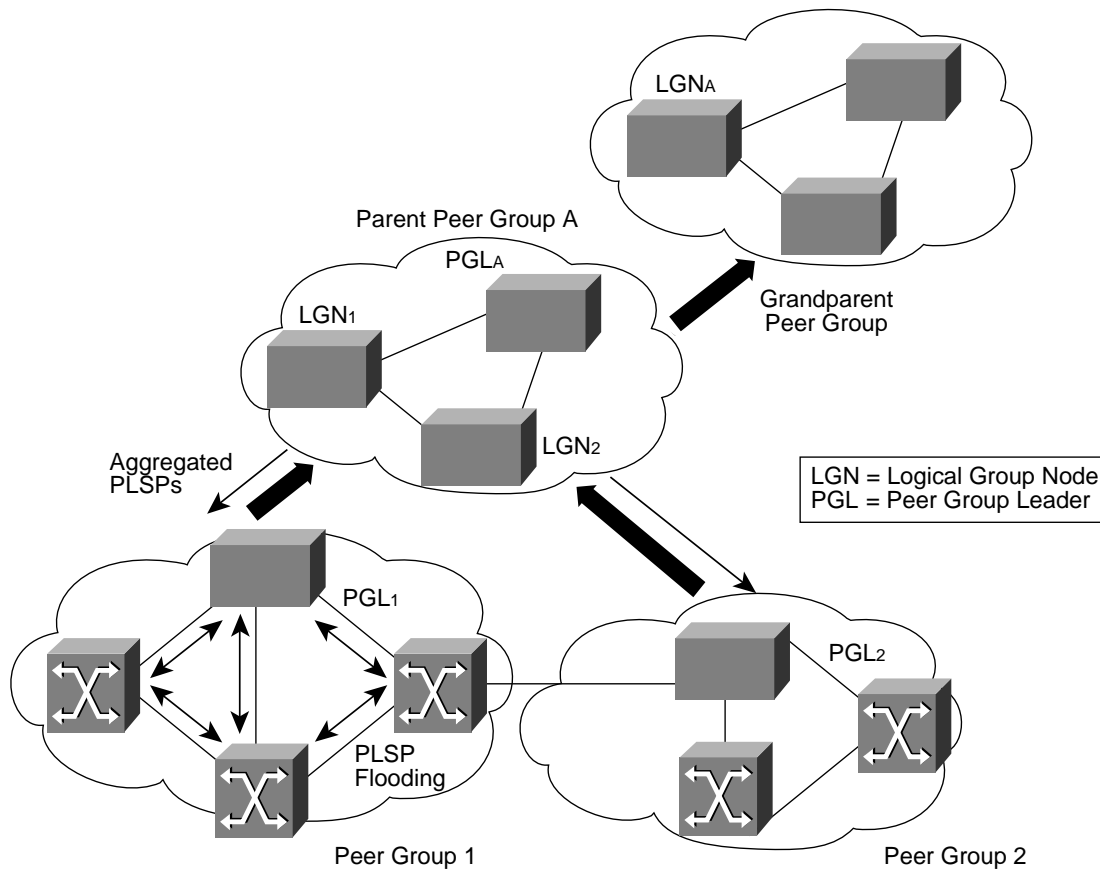 LGNA
Parent Peer Group A
PGLA
Grandparent
Peer Group
LGN1
LGN2
Aggregated
PLSPs
LGN = Logical Group Node
PGL = Peer Group Leader
PGL1
PGL2
PLSP
Flooding
Peer Group 1
Peer Group 2